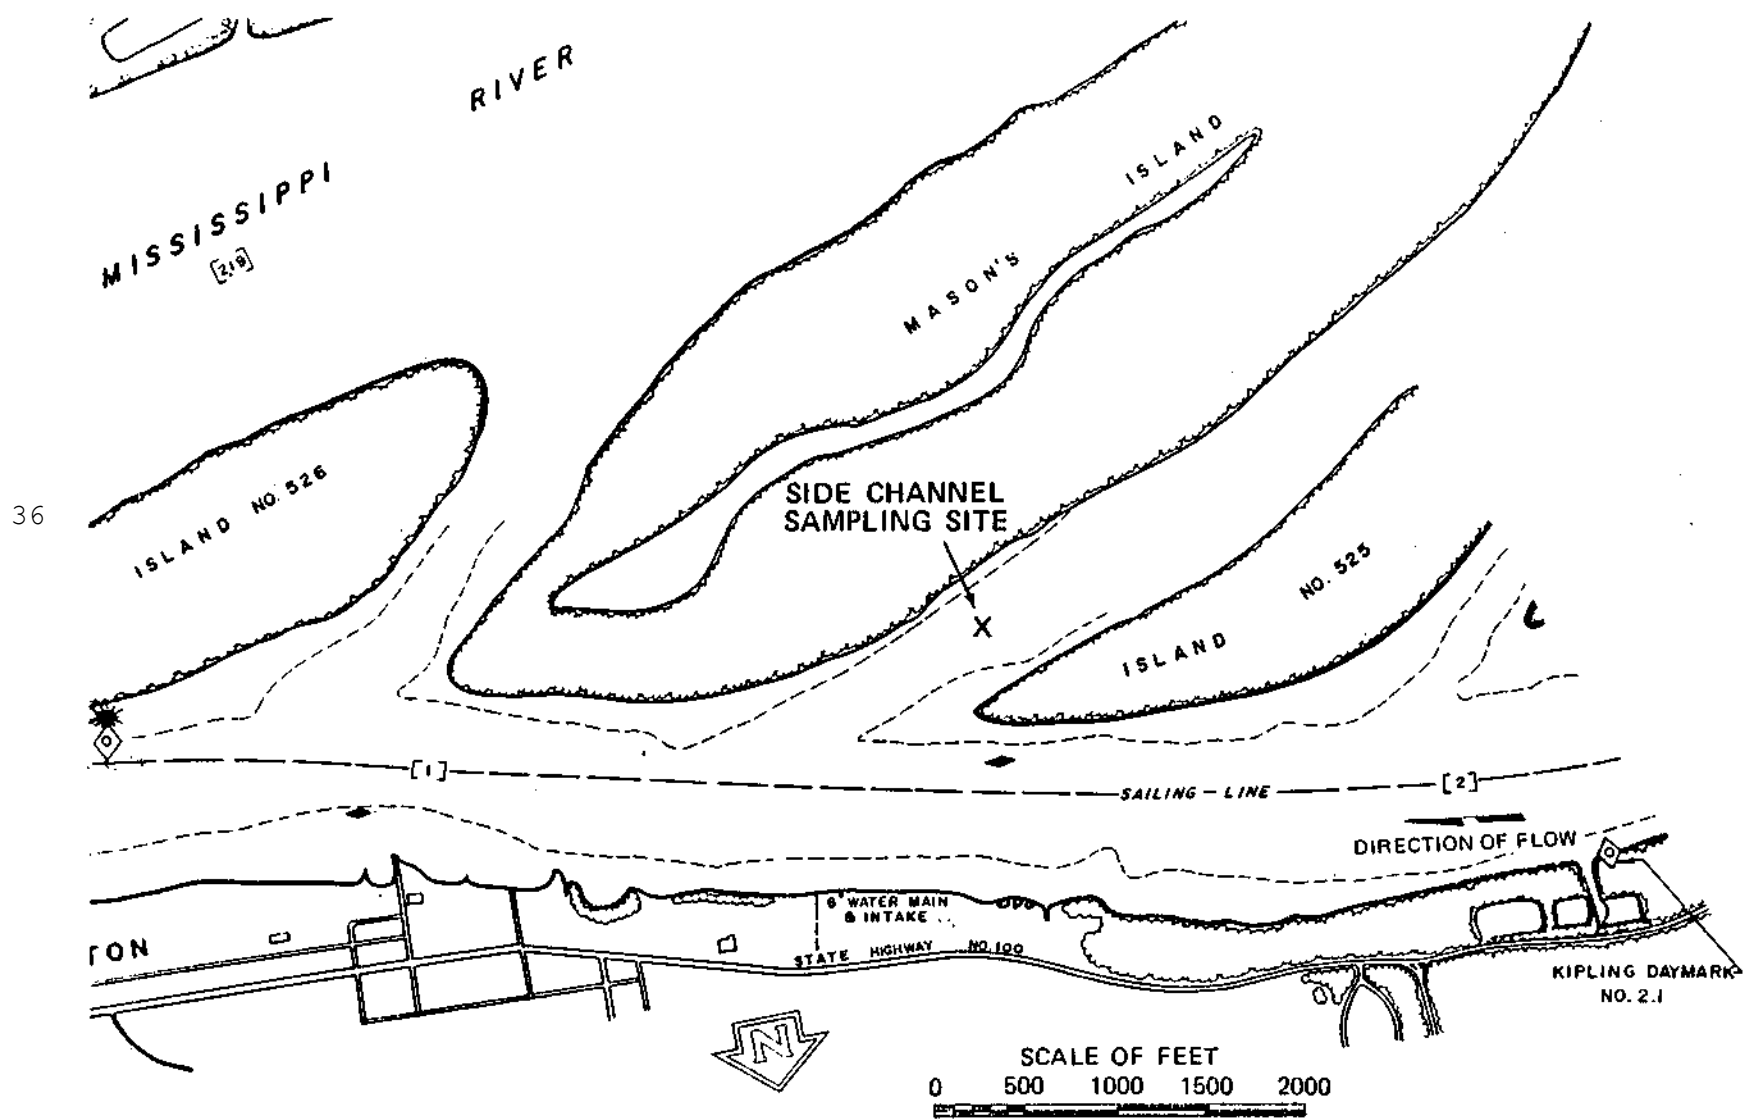 RIVER
MISSISSIPPI
[218]
ISLAND
MASON'S
ISLAND NO. 526
36
SIDE CHANNEL
SAMPLING SITE
X
NO. 525
ISLAND
[1]
[2]
SAILING-LINE
DIRECTION OF FLOW
6" WATER MAIN
& INTAKE
TON
STATE HIGHWAY NO. 100
KIPLING DAYMARK
NO. 2.1
N
SCALE OF FEET
0 500 1000 1500 2000